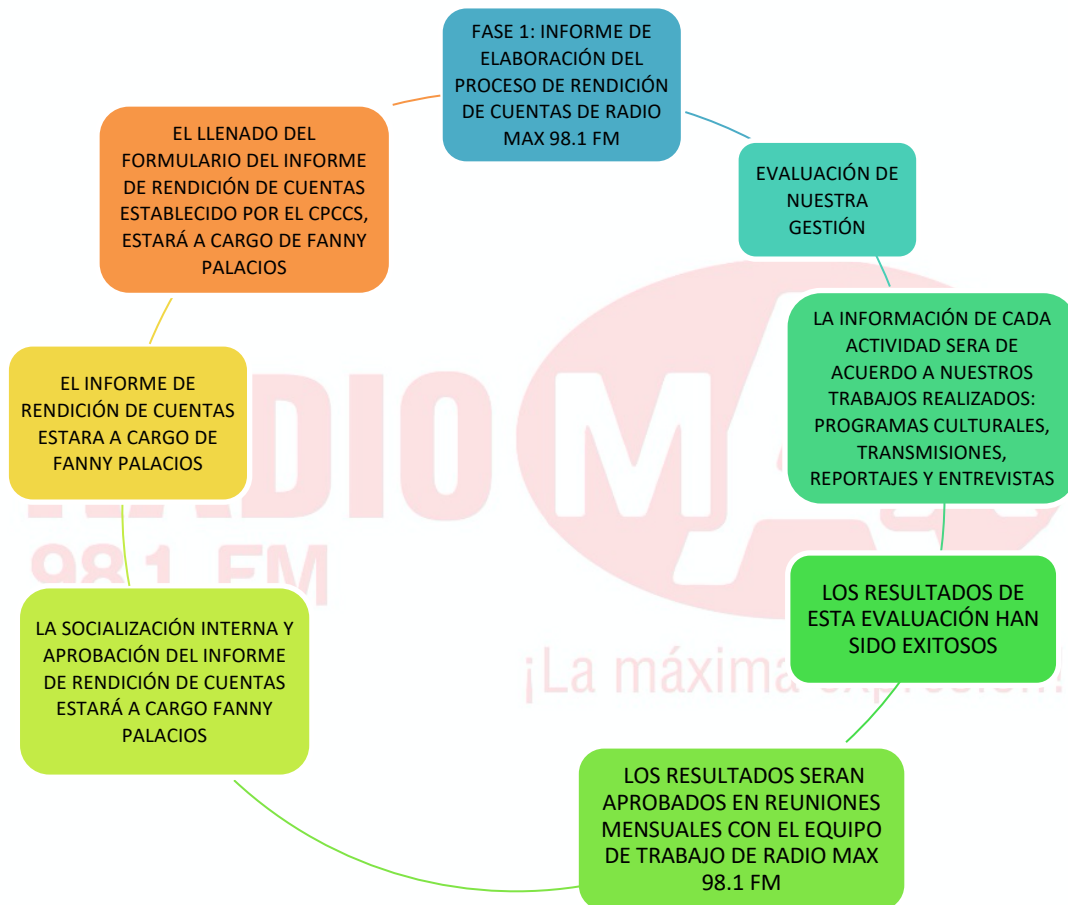 FASE 1: INFORME DE
ELABORACIÓN DEL
PROCESO DE RENDICIÓN
DE CUENTAS DE RADIO
MAX 98.1 FM
EVALUACIÓN DE
NUESTRA
GESTIÓN
LA INFORMACIÓN DE CADA
ACTIVIDAD SERA DE
ACUERDO A NUESTROS
TRABAJOS REALIZADOS:
PROGRAMAS CULTURALES,
TRANSMISIONES,
REPORTAJES Y ENTREVISTAS
LOS RESULTADOS DE
ESTA EVALUACIÓN HAN
SIDO EXITOSOS
LOS RESULTADOS SERAN
APROBADOS EN REUNIONES
MENSUALES CON EL EQUIPO
DE TRABAJO DE RADIO MAX
98.1 FM
LA SOCIALIZACIÓN INTERNA Y
APROBACIÓN DEL INFORME
DE RENDICIÓN DE CUENTAS
ESTARÁ A CARGO FANNY
PALACIOS
EL INFORME DE
RENDICIÓN DE CUENTAS
ESTARA A CARGO DE
FANNY PALACIOS
EL LLENADO DEL
FORMULARIO DEL INFORME
DE RENDICIÓN DE CUENTAS
ESTABLECIDO POR EL CPCCS,
ESTARÁ A CARGO DE FANNY
PALACIOS
RADIO MAX
98.1 FM
¡La máxima expresión!